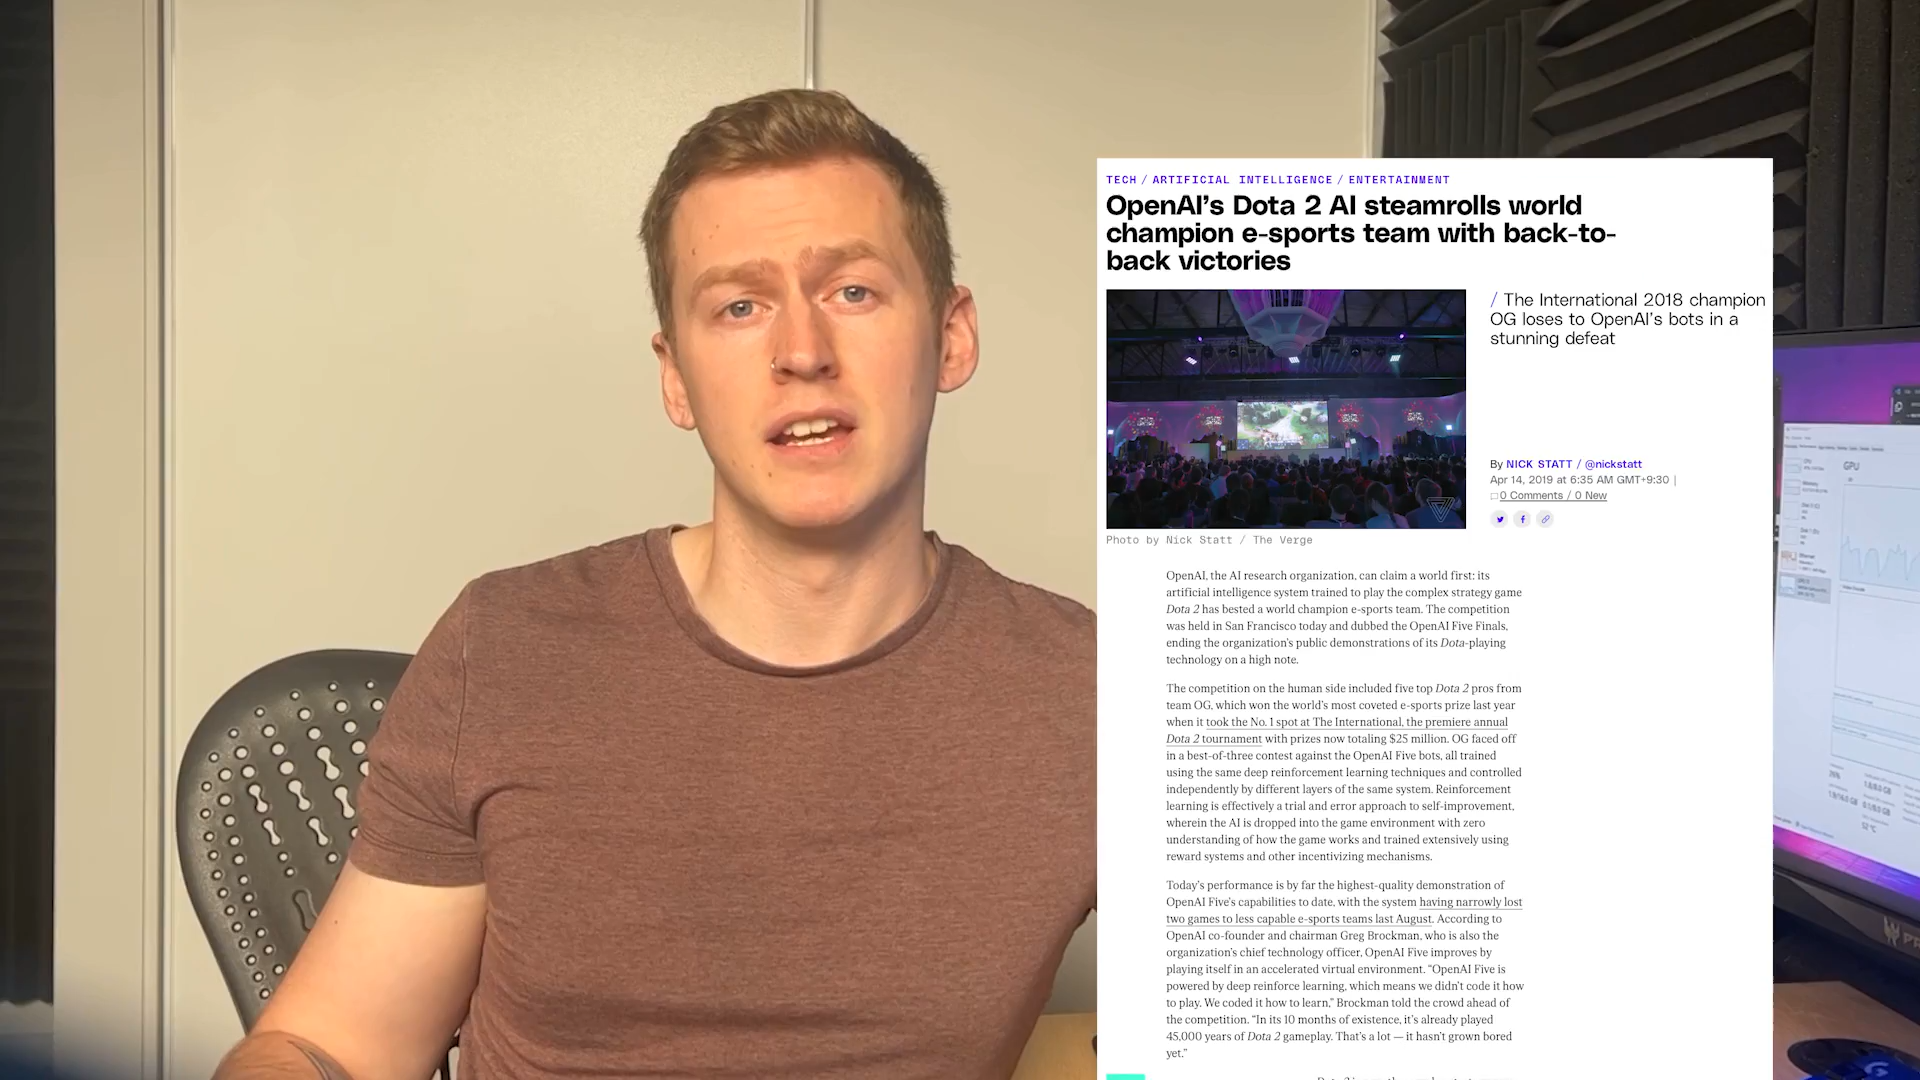 TECH / ARTIFICIAL INTELLIGENCE / ENTERTAINMENT
OpenAI's Dota 2 AI steamrolls world
champion e-sports team with back-to-
back victories
/ The International 2018 champion
OG loses to OpenAI's bots in a
stunning defeat
By NICK STATT / @nickstatt
Apr 14, 2019 at 6:35 AM GMT+9:30 |
0 Comments / 0 New
Photo by Nick Statt / The Verge
OpenAI, the AI research organization, can claim a world first: its
artificial intelligence system trained to play the complex strategy game
Dota 2 has bested a world champion e-sports team. The competition
was held in San Francisco today and dubbed the OpenAI Five Finals,
ending the organization's public demonstrations of its Dota-playing
technology on a high note.
The competition on the human side included five top Dota 2 pros from
team OG, which won the world's most coveted e-sports prize last year
when it took the No. 1 spot at The International, the premiere annual
Dota 2 tournament with prizes now totaling $25 million. OG faced off
in a best-of-three contest against the OpenAI Five bots, all trained
using the same deep reinforcement learning techniques and controlled
independently by different layers of the same system. Reinforcement
learning is effectively a trial and error approach to self-improvement,
wherein the AI is dropped into the game environment with zero
understanding of how the game works and trained extensively using
reward systems and other incentivizing mechanisms.
Today's performance is by far the highest-quality demonstration of
OpenAI Five's capabilities to date, with the system having narrowly lost
two games to less capable e-sports teams last August. According to
OpenAI co-founder and chairman Greg Brockman, who is also the
organization's chief technology officer, OpenAI Five improves by
playing itself in an accelerated virtual environment. "OpenAI Five is
powered by deep reinforce learning, which means we didn't code it how
to play. We coded it how to learn," Brockman told the crowd ahead of
the competition. "In its 10 months of existence, it's already played
45,000 years of Dota 2 gameplay. That's a lot — it hasn't grown bored
yet."
GPU